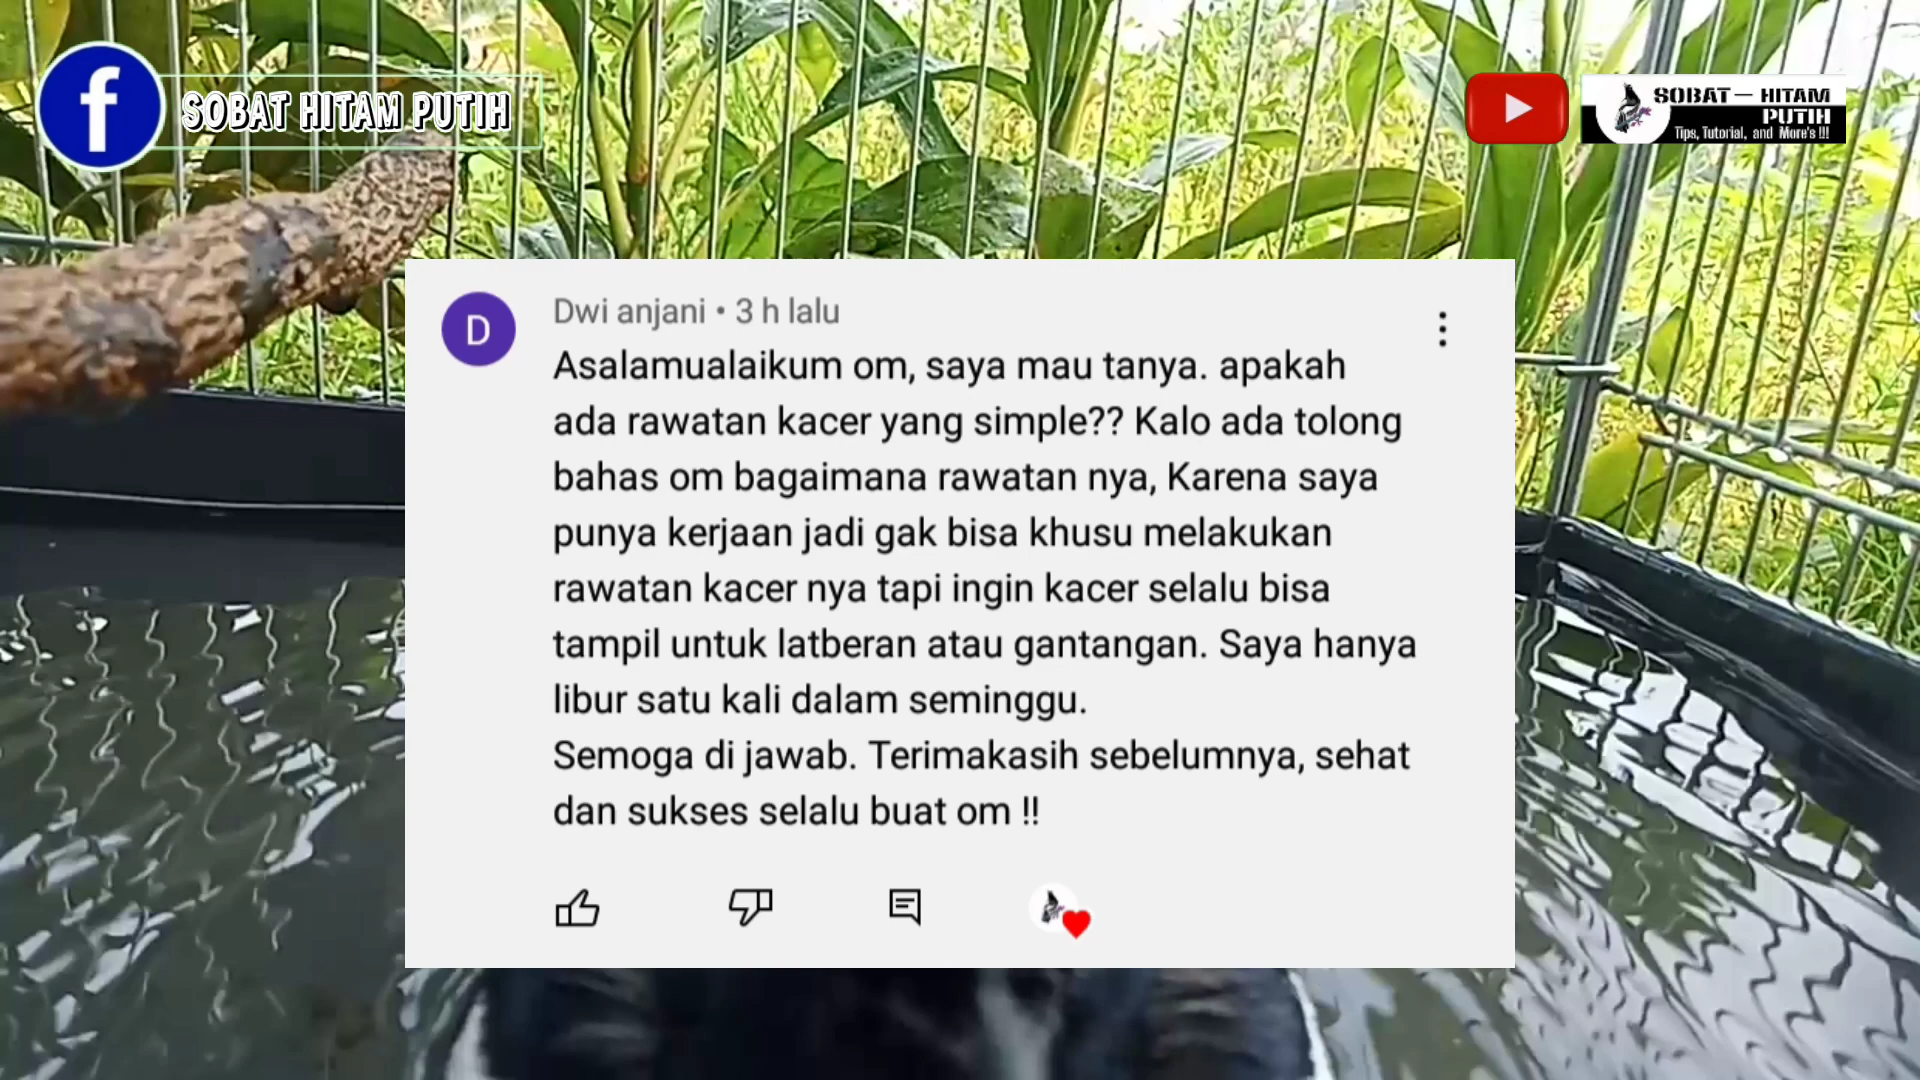 f
SOBAT HITAM PUTIH
SOBAT — HITAM
PUTIH
Tips, Tutorial, and More's !!!
D
Dwi anjani • 3 h lalu
Asalamualaikum om, saya mau tanya. apakah
ada rawatan kacer yang simple?? Kalo ada tolong
bahas om bagaimana rawatan nya, Karena saya
punya kerjaan jadi gak bisa khusu melakukan
rawatan kacer nya tapi ingin kacer selalu bisa
tampil untuk latberan atau gantangan. Saya hanya
libur satu kali dalam seminggu.
Semoga di jawab. Terimakasih sebelumnya, sehat
dan sukses selalu buat om !!